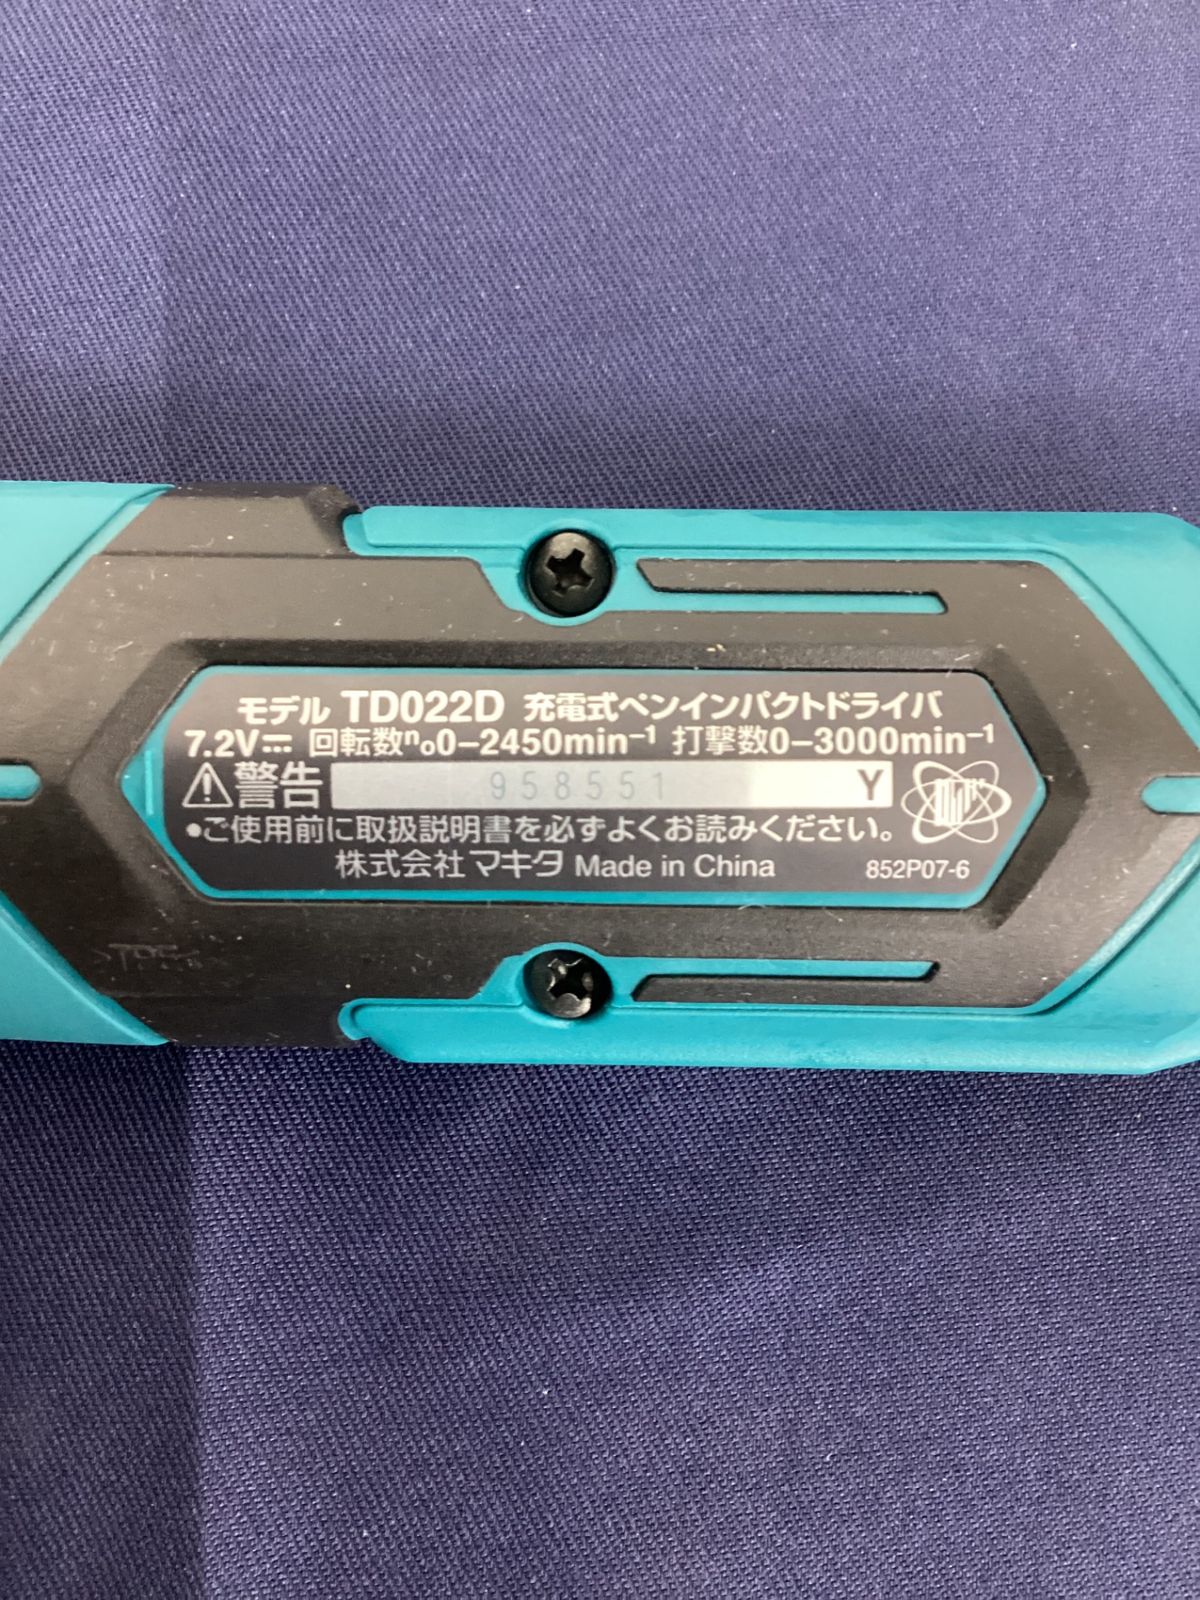 モデル TD022D 充電式ペンインパクトドライバ
7.2V⎓ 回転数n₀0-2450min⁻¹ 打撃数0-3000min⁻¹
⚠警告 958551 Y
●ご使用前に取扱説明書を必ずよくお読みください。
株式会社マキタ Made in China 852P07-6